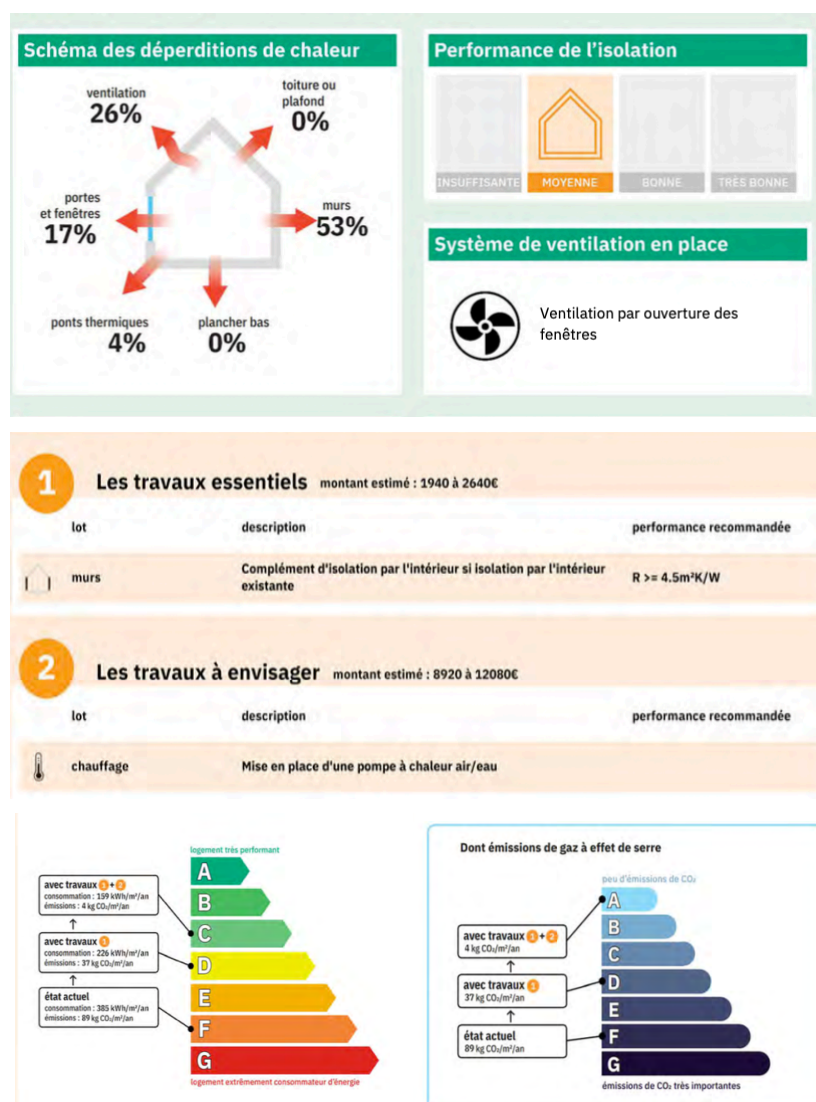 Schéma des déperditions de chaleur
ventilation
26%
toiture ou
plafond
0%
portes
et fenêtres
17%
murs
53%
ponts thermiques
4%
plancher bas
0%
Performance de l'isolation
INSUFFISANTE
MOYENNE
BONNE
TRÈS BONNE
Système de ventilation en place
Ventilation par ouverture des
fenêtres
1
Les travaux essentiels montant estimé : 1940 à 2640€
lot description performance recommandée
murs
Complément d'isolation par l'intérieur si isolation par l'intérieur
existante
R >= 4.5m²K/W
2
Les travaux à envisager montant estimé : 8920 à 12080€
lot description performance recommandée
chauffage Mise en place d'une pompe à chaleur air/eau
logement très performant
A
B
C
D
E
F
G
logement extrêmement consommateur d'énergie
avec travaux 1+2
consommation : 159 kWh/m²/an
émissions : 4 kg CO₂/m²/an
avec travaux 1
consommation : 226 kWh/m²/an
émissions : 37 kg CO₂/m²/an
état actuel
consommation : 385 kWh/m²/an
émissions : 89 kg CO₂/m²/an
Dont émissions de gaz à effet de serre
peu d'émissions de CO₂
A
B
C
D
E
F
G
émissions de CO₂ très importantes
avec travaux 1+2
4 kg CO₂/m²/an
avec travaux 1
37 kg CO₂/m²/an
état actuel
89 kg CO₂/m²/an